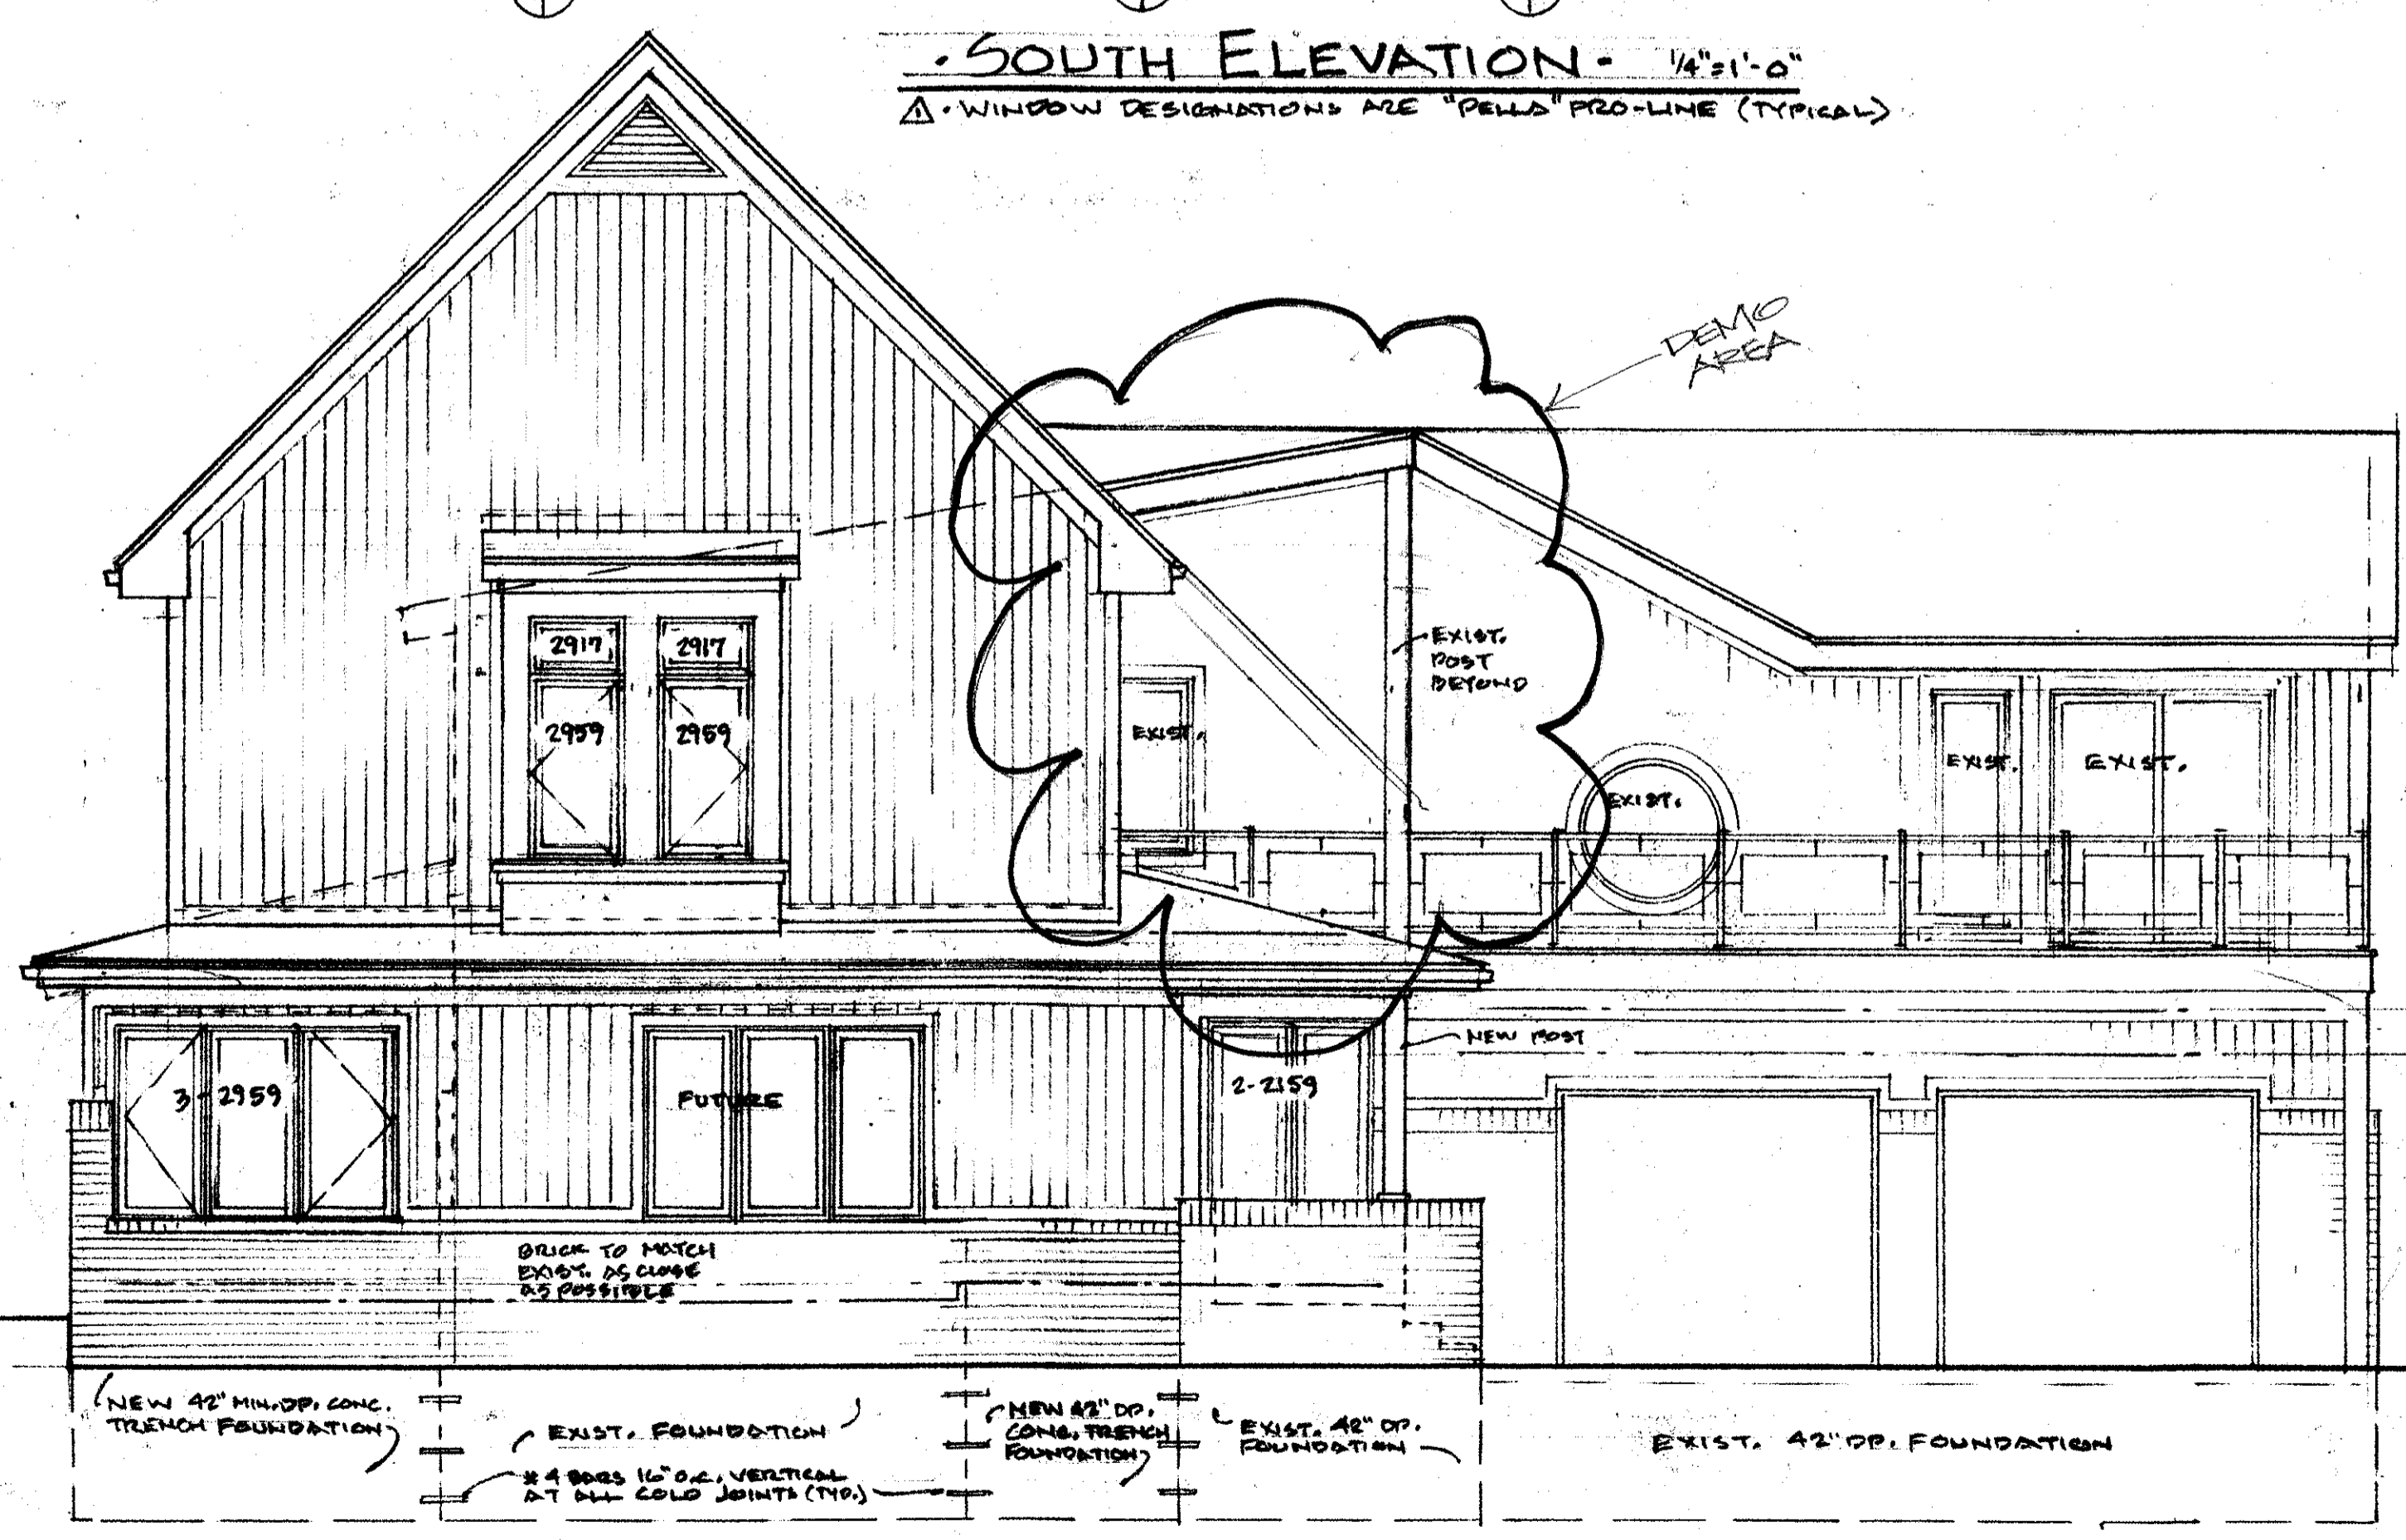 · SOUTH ELEVATION · 1/4"=1'-0"
1 · WINDOW DESIGNATIONS ARE "PELLA" PRO-LINE (TYPICAL)
DEMO
AREA
2917
2917
2959
2959
EXIST.
EXIST.
POST
BEYOND
EXIST.
EXIST.
EXIST.
NEW POST
3-2959
FUTURE
2-2159
BRICK TO MATCH
EXIST. AS CLOSE
AS POSSIBLE
NEW 42" MIN. DP. CONC.
TRENCH FOUNDATION
EXIST. FOUNDATION
#4 BARS 16" O.C. VERTICAL
AT ALL COLD JOINTS (TYP.)
NEW 42" DP.
CONC. TRENCH
FOUNDATION
EXIST. 42" DP.
FOUNDATION
EXIST. 42" DP. FOUNDATION